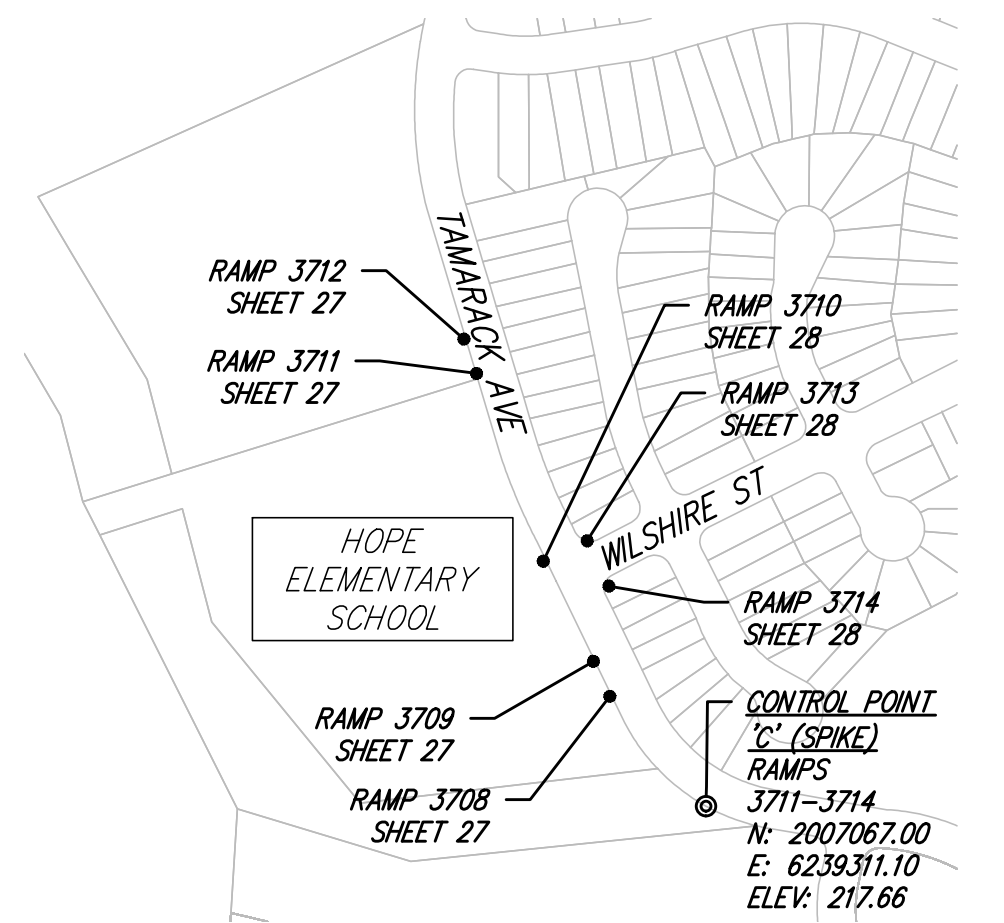 TAMARACK AVE
RAMP 3712
SHEET 27
RAMP 3711
SHEET 27
RAMP 3710
SHEET 28
RAMP 3713
SHEET 28
WILSHIRE ST
HOPE
ELEMENTARY
SCHOOL
RAMP 3714
SHEET 28
RAMP 3709
SHEET 27
RAMP 3708
SHEET 27
CONTROL POINT
'C' (SPIKE)
RAMPS
3711-3714
N: 2007067.00
E: 6239311.10
ELEV: 217.66